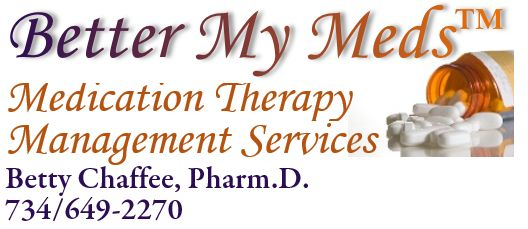 Better My Meds™
Medication Therapy
Management Services
Betty Chaffee, Pharm.D.
734/649-2270